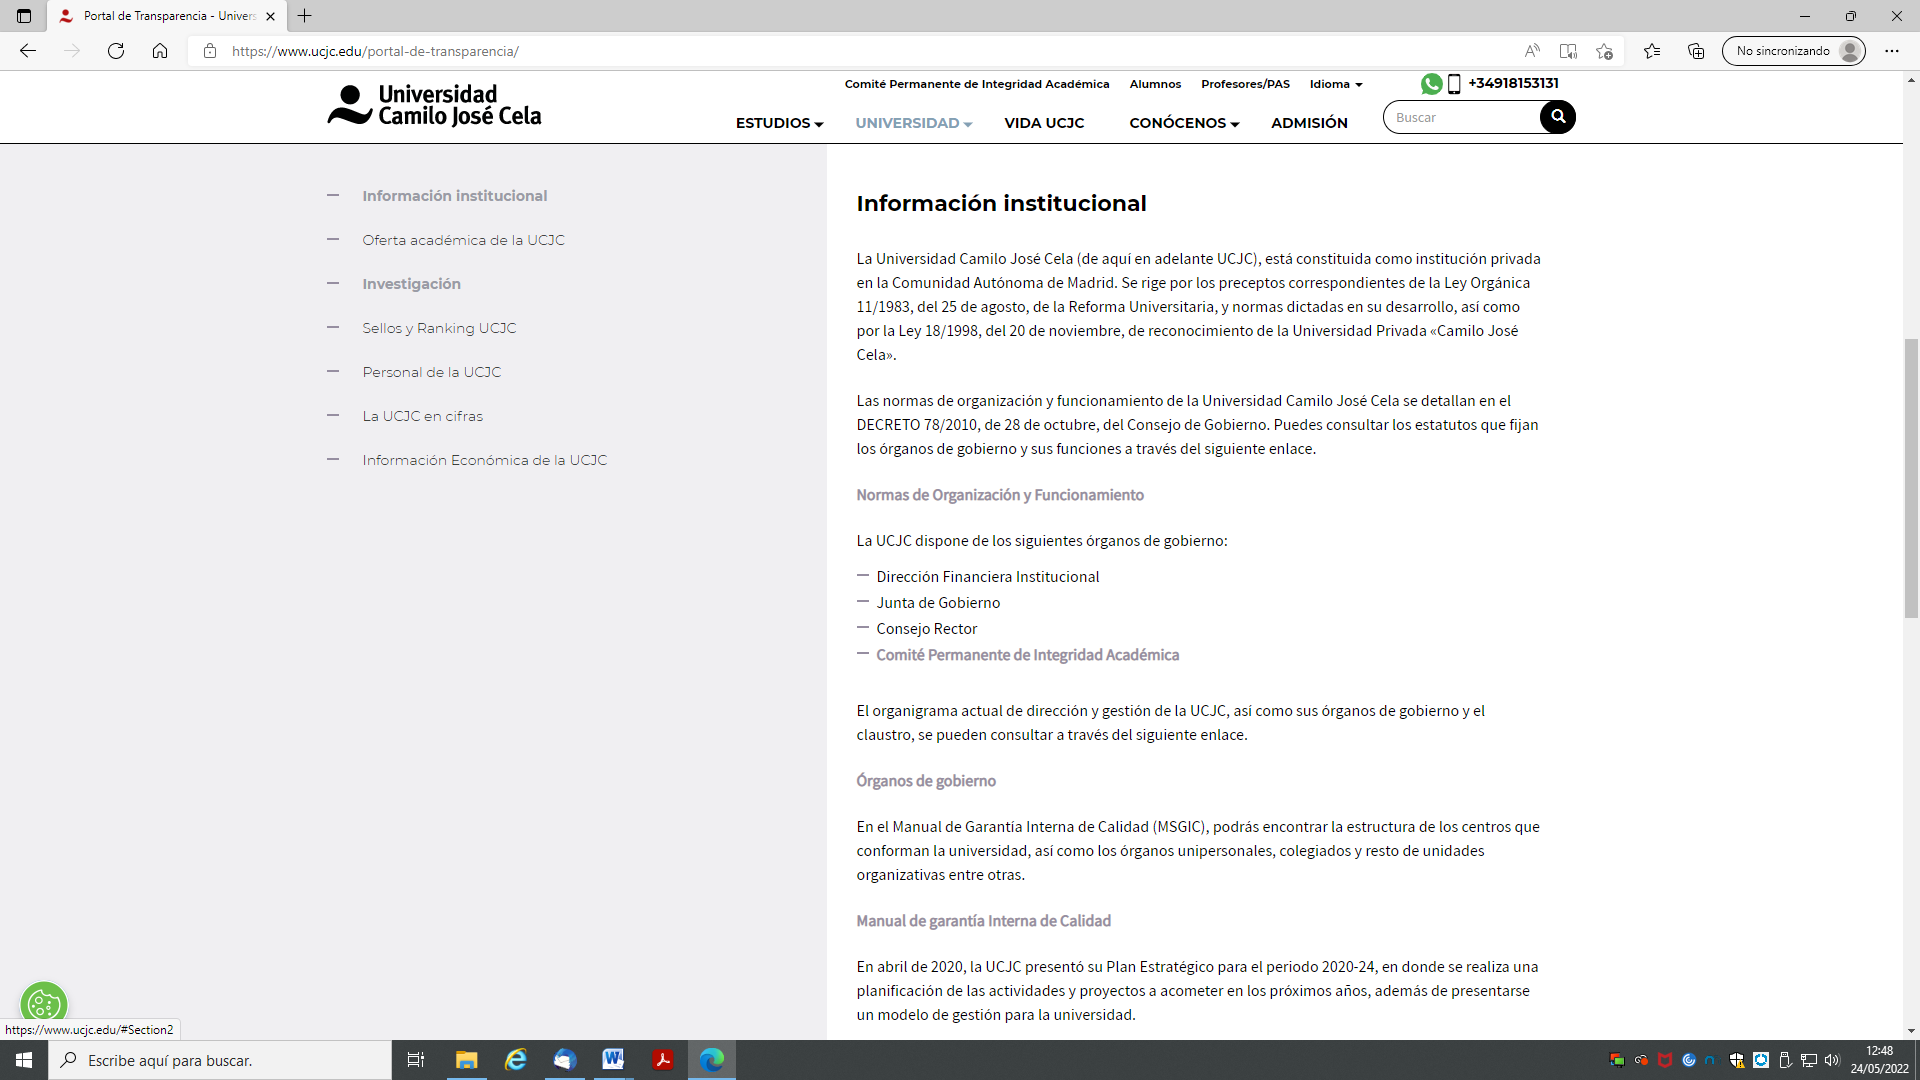 Portal de Transparencia - Univers
https://www.ucjc.edu/portal-de-transparencia/
No sincronizando
Universidad
Camilo José Cela
Comité Permanente de Integridad Académica
Alumnos
Profesores/PAS
Idioma
+34918153131
ESTUDIOS
UNIVERSIDAD
VIDA UCJC
CONÓCENOS
ADMISIÓN
Buscar
Información institucional
Oferta académica de la UCJC
Investigación
Sellos y Ranking UCJC
Personal de la UCJC
La UCJC en cifras
Información Económica de la UCJC
Información institucional
La Universidad Camilo José Cela (de aquí en adelante UCJC), está constituida como institución privada
en la Comunidad Autónoma de Madrid. Se rige por los preceptos correspondientes de la Ley Orgánica
11/1983, del 25 de agosto, de la Reforma Universitaria, y normas dictadas en su desarrollo, así como
por la Ley 18/1998, del 20 de noviembre, de reconocimiento de la Universidad Privada «Camilo José
Cela».
Las normas de organización y funcionamiento de la Universidad Camilo José Cela se detallan en el
DECRETO 78/2010, de 28 de octubre, del Consejo de Gobierno. Puedes consultar los estatutos que fijan
los órganos de gobierno y sus funciones a través del siguiente enlace.
Normas de Organización y Funcionamiento
La UCJC dispone de los siguientes órganos de gobierno:
Dirección Financiera Institucional
Junta de Gobierno
Consejo Rector
Comité Permanente de Integridad Académica
El organigrama actual de dirección y gestión de la UCJC, así como sus órganos de gobierno y el
claustro, se pueden consultar a través del siguiente enlace.
Órganos de gobierno
En el Manual de Garantía Interna de Calidad (MSGIC), podrás encontrar la estructura de los centros que
conforman la universidad, así como los órganos unipersonales, colegiados y resto de unidades
organizativas entre otras.
Manual de garantía Interna de Calidad
En abril de 2020, la UCJC presentó su Plan Estratégico para el periodo 2020-24, en donde se realiza una
planificación de las actividades y proyectos a acometer en los próximos años, además de presentarse
un modelo de gestión para la universidad.
https://www.ucjc.edu/#Section2
Escribe aquí para buscar.
12:48
24/05/2022